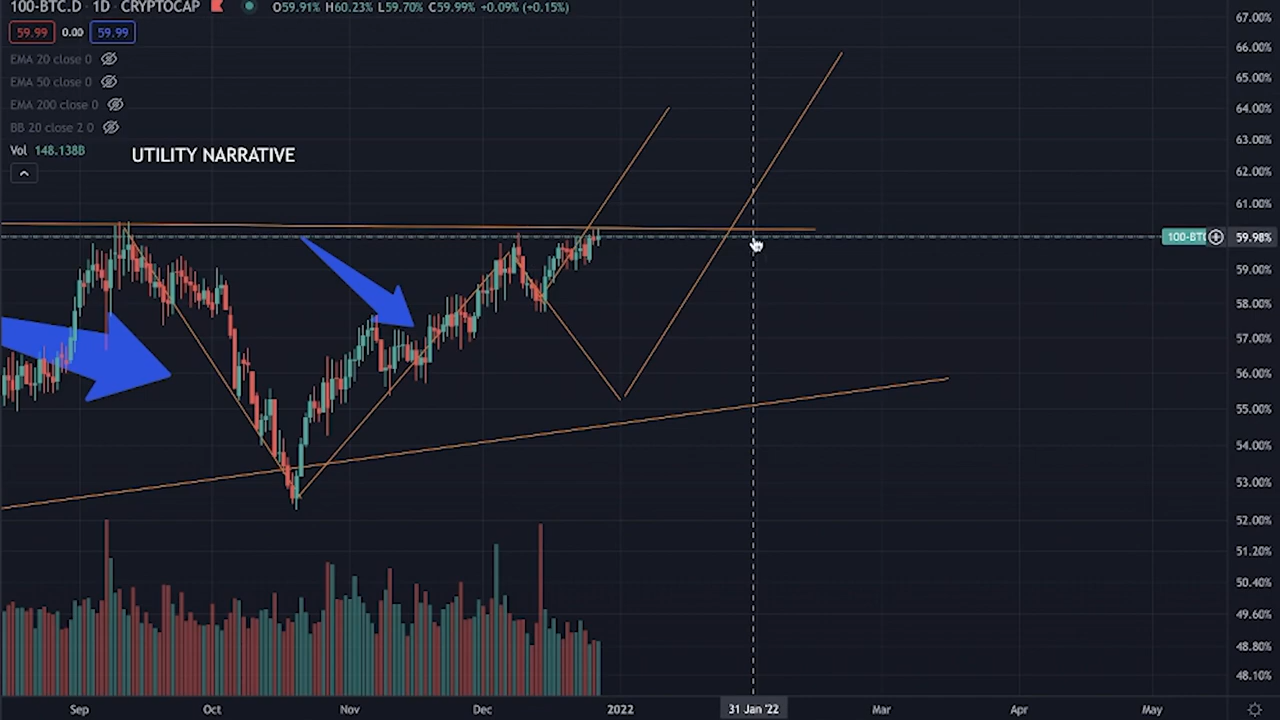 100-BTC.D · 1D · CRYPTOCAP O59.91% H60.23% L59.70% C59.99% +0.09% (+0.15%)
59.99 0.00 59.99
EMA 20 close 0
EMA 50 close 0
EMA 200 close 0
BB 20 close 2 0
Vol 148.138B
UTILITY NARRATIVE
67.00%
66.00%
65.00%
64.00%
63.00%
62.00%
61.00%
100-BT 59.98%
59.00%
58.00%
57.00%
56.00%
55.00%
54.00%
53.00%
52.00%
51.20%
50.40%
49.60%
48.80%
48.10%
Sep Oct Nov Dec 2022 31 Jan '22 Mar Apr May